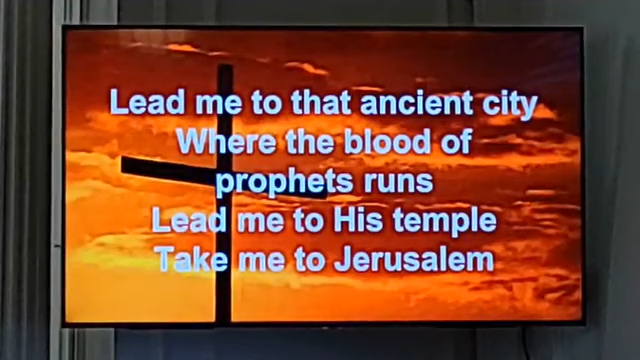 Lead me to that ancient city
Where the blood of
prophets runs
Lead me to His temple
Take me to Jerusalem